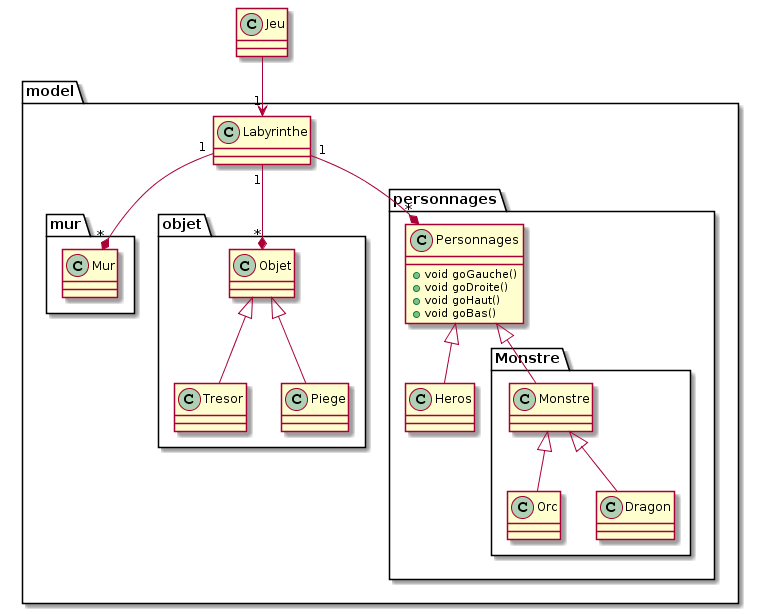 C Jeu
1
model
C Labyrinthe
1
1
1
personnages
*
mur
objet
*
*
C Personnages
void goGauche()
void goDroite()
void goHaut()
void goBas()
C Mur
C Objet
Monstre
C Tresor
C Piege
C Heros
C Monstre
C Orc
C Dragon